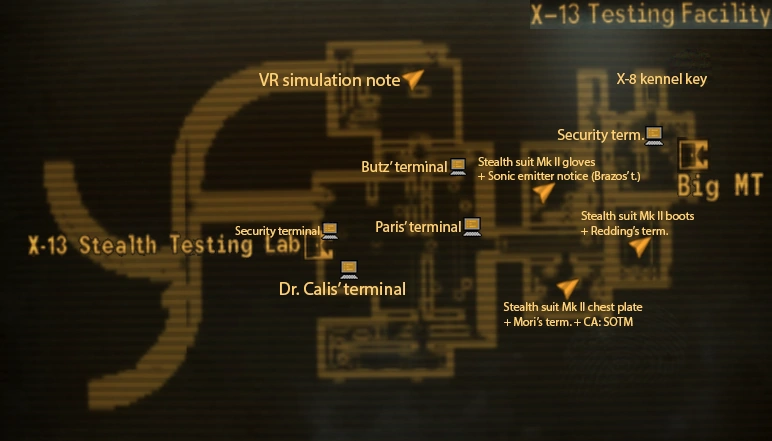 X-13 Testing Facility
VR simulation note
X-8 kennel key
Security term.
Butz' terminal
Stealth suit Mk II gloves
+ Sonic emitter notice (Brazos' t.)
Big MT
Stealth suit Mk II boots
+ Redding's term.
Paris' terminal
Security terminal
X-13 Stealth Testing Lab
Dr. Calis' terminal
Stealth suit Mk II chest plate
+ Mori's term. + CA: SOTM